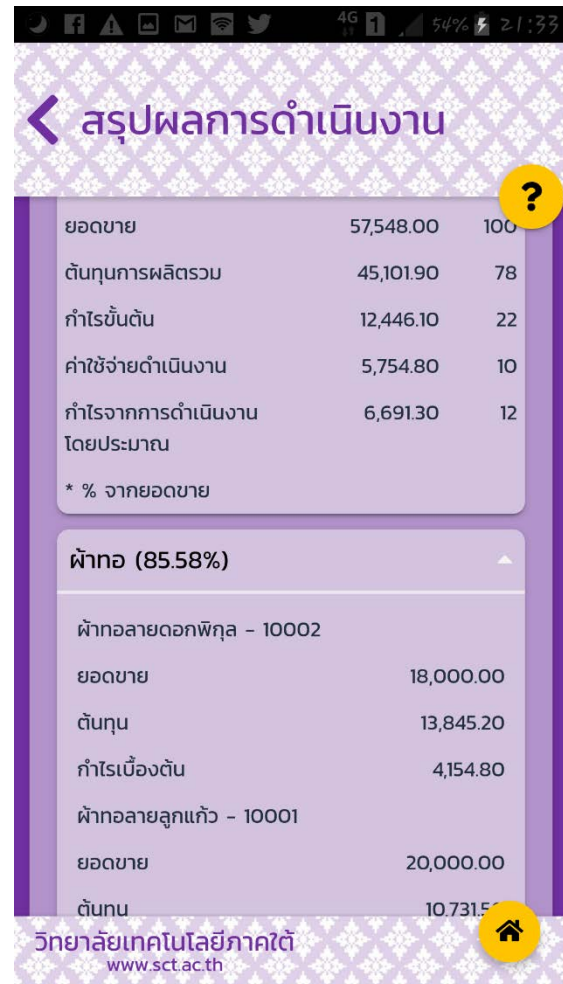 4G 1 54% 21:33
สรุปผลการดำเนินงาน
?
ยอดขาย 57,548.00 100
ต้นทุนการผลิตรวม 45,101.90 78
กำไรขั้นต้น 12,446.10 22
ค่าใช้จ่ายดำเนินงาน 5,754.80 10
กำไรจากการดำเนินงาน 6,691.30 12
โดยประมาณ
* % จากยอดขาย
ผ้าทอ (85.58%)
ผ้าทอลายดอกพิกุล - 10002
ยอดขาย 18,000.00
ต้นทุน 13,845.20
กำไรเบื้องต้น 4,154.80
ผ้าทอลายลูกแก้ว - 10001
ยอดขาย 20,000.00
ต้นทุน
วิทยาลัยเทคโนโลยีภาคใต้
www.sct.ac.th